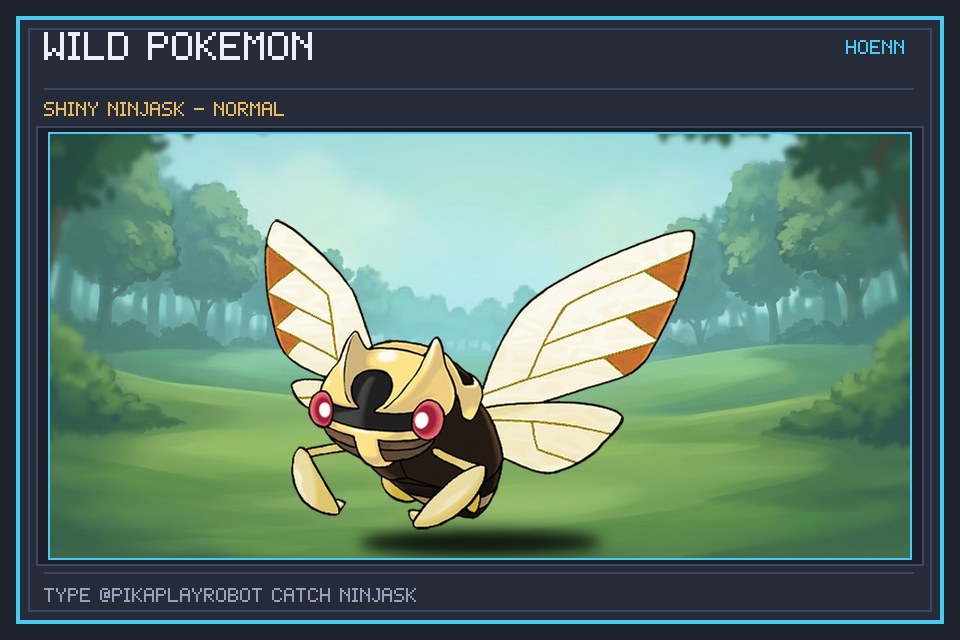 WILD POKEMON
HOENN
SHINY NINJASK - NORMAL
TYPE @PIKAPLAYROBOT CATCH NINJASK